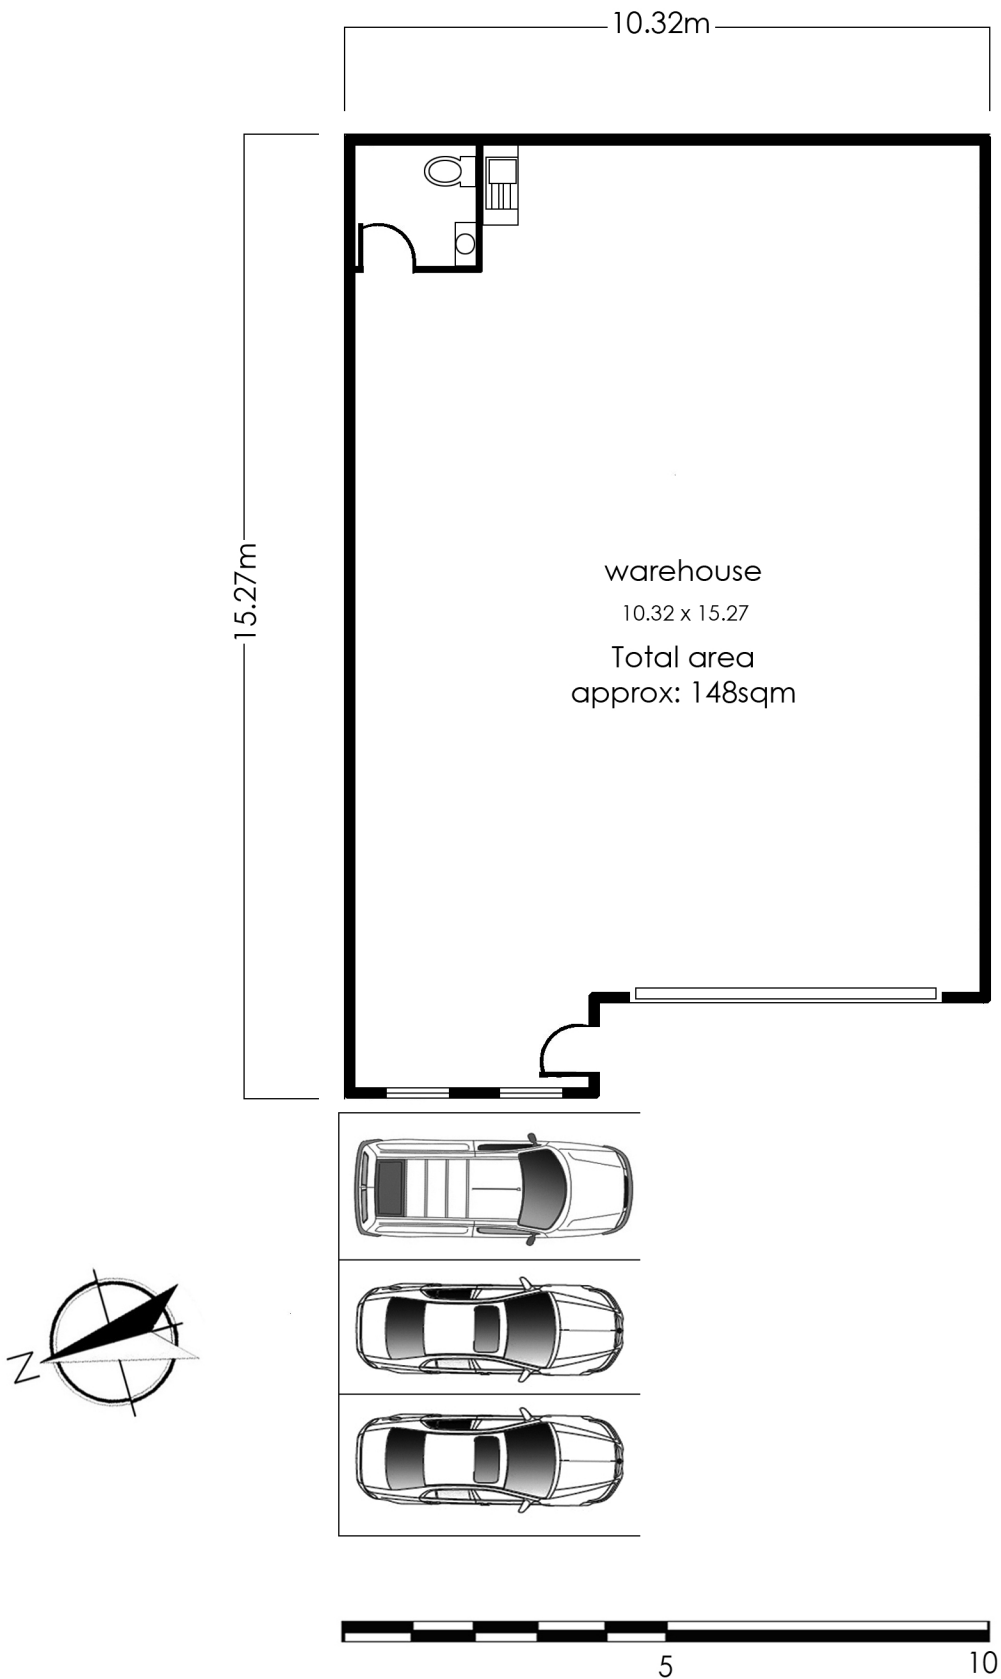 10.32m
15.27m
warehouse
10.32 x 15.27
Total area
approx: 148sqm
N
5
10